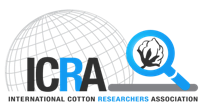 ICRA
INTERNATIONAL COTTON RESEARCHERS ASSOCIATION